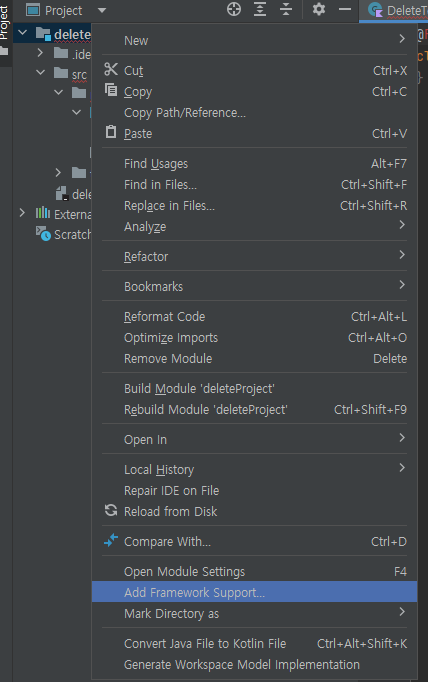 Project
Project
DeleteTe
delete
.ide
src
dele
Externa
Scratch
New
Cut Ctrl+X
Copy Ctrl+C
Copy Path/Reference...
Paste Ctrl+V
Find Usages Alt+F7
Find in Files... Ctrl+Shift+F
Replace in Files... Ctrl+Shift+R
Analyze
Refactor
Bookmarks
Reformat Code Ctrl+Alt+L
Optimize Imports Ctrl+Alt+O
Remove Module Delete
Build Module 'deleteProject'
Rebuild Module 'deleteProject' Ctrl+Shift+F9
Open In
Local History
Repair IDE on File
Reload from Disk
Compare With... Ctrl+D
Open Module Settings F4
Add Framework Support...
Mark Directory as
Convert Java File to Kotlin File Ctrl+Alt+Shift+K
Generate Workspace Model Implementation